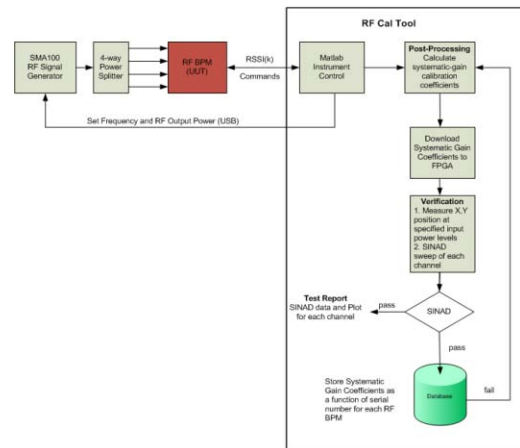 RF Cal Tool
SMA100
RF Signal
Generator
4-way
Power
Splitter
RF BPM
(UUT)
RSSI(k)
Commands
Matlab
Instrument
Control
Post-Processing
Calculate
systematic-gain
calibration
coefficients
Set Frequency and RF Output Power (USB)
Download
Systematic Gain
Coefficients to
FPGA
Verification
1. Measure X,Y
position at
specified input
power levels
2. SINAD
sweep of each
channel
Test Report
SINAD data and Plot
for each channel
pass
SINAD
pass
Store Systematic
Gain Coefficients as
a function of serial
number for each RF
BPM
Database
fail